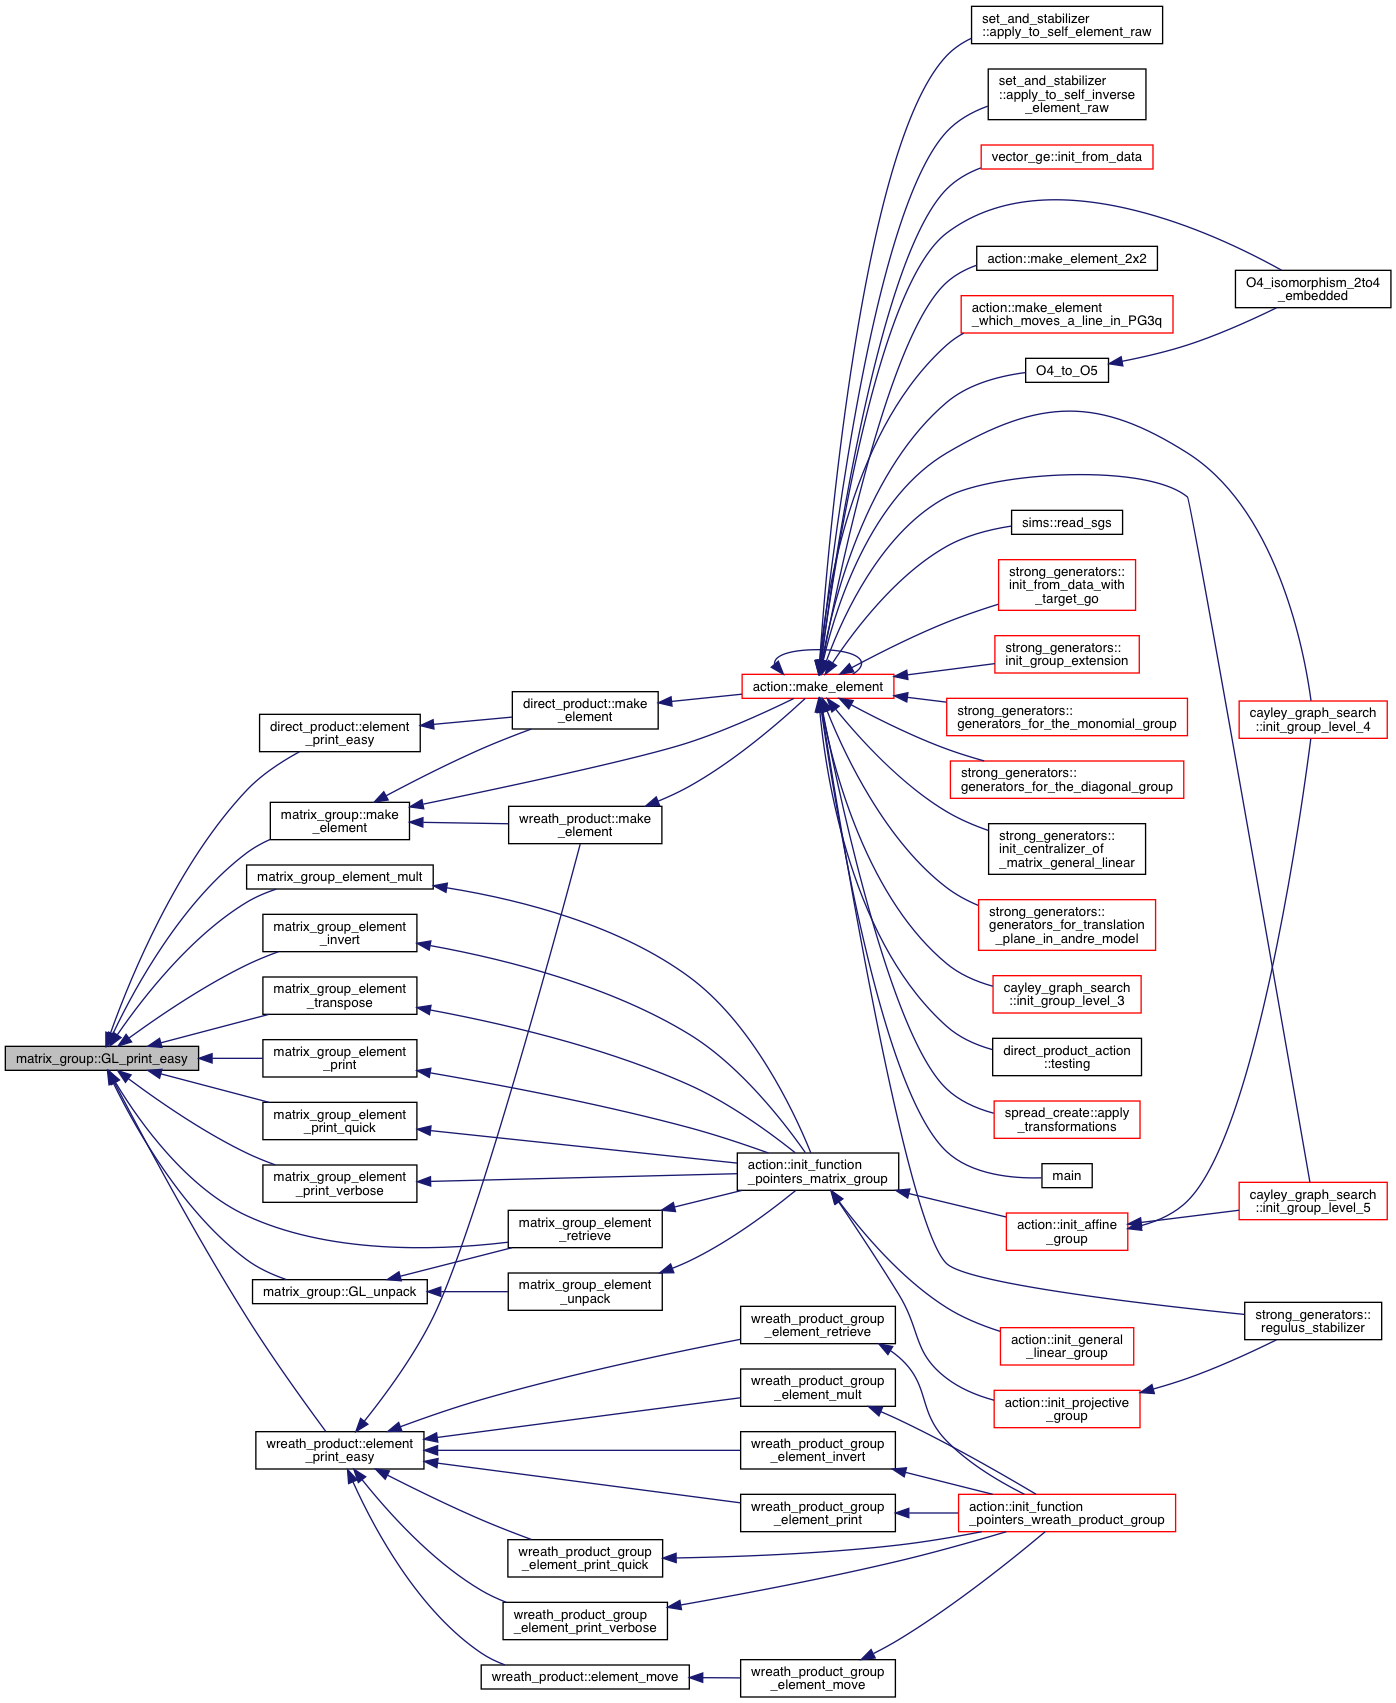 set_and_stabilizer
::apply_to_self_element_raw
set_and_stabilizer
::apply_to_self_inverse
_element_raw
vector_ge::init_from_data
action::make_element_2x2
O4_isomorphism_2to4
_embedded
action::make_element
_which_moves_a_line_in_PG3q
O4_to_O5
sims::read_sgs
strong_generators::
init_from_data_with
_target_go
strong_generators::
init_group_extension
action::make_element
direct_product::make
_element
strong_generators::
generators_for_the_monomial_group
cayley_graph_search
::init_group_level_4
direct_product::element
_print_easy
strong_generators::
generators_for_the_diagonal_group
matrix_group::make
_element
wreath_product::make
_element
strong_generators::
init_centralizer_of
_matrix_general_linear
matrix_group_element_mult
strong_generators::
generators_for_translation
_plane_in_andre_model
matrix_group_element
_invert
matrix_group_element
_transpose
cayley_graph_search
::init_group_level_3
matrix_group::GL_print_easy
matrix_group_element
_print
direct_product_action
::testing
matrix_group_element
_print_quick
spread_create::apply
_transformations
matrix_group_element
_print_verbose
action::init_function
_pointers_matrix_group
main
cayley_graph_search
::init_group_level_5
matrix_group_element
_retrieve
action::init_affine
_group
matrix_group::GL_unpack
matrix_group_element
_unpack
wreath_product_group
_element_retrieve
strong_generators::
regulus_stabilizer
action::init_general
_linear_group
wreath_product_group
_element_mult
action::init_projective
_group
wreath_product::element
_print_easy
wreath_product_group
_element_invert
wreath_product_group
_element_print
action::init_function
_pointers_wreath_product_group
wreath_product_group
_element_print_quick
wreath_product_group
_element_print_verbose
wreath_product::element_move
wreath_product_group
_element_move